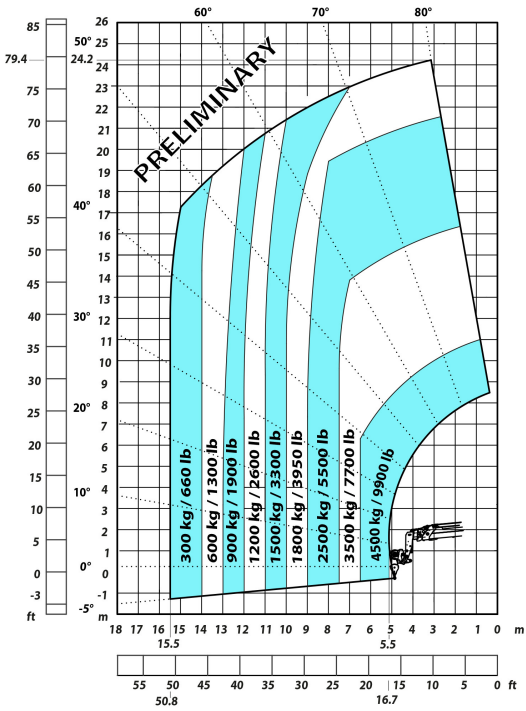 60° 70° 80°
85 26 50°
25
79.4 24.2
24
75 23
22
70 21
65 20
19
60 18
40°
55 17
16
50 15
45 14
13
40 30°
12
35 11
10
30 9
25 20° 8
7
20 6
15 5
10° 4
10 3
5 2
1
0 0° 0
-3 -1
ft -5° m
PRELIMINARY
300 kg / 660 lb
600 kg / 1300 lb
900 kg / 1900 lb
1200 kg / 2600 lb
1500 kg / 3300 lb
1800 kg / 3950 lb
2500 kg / 5500 lb
3500 kg / 7700 lb
4500 kg / 9900 lb
18 17 16 15 14 13 12 11 10 9 8 7 6 5 4 3 2 1 0 m
15.5 5.5
55 50 45 40 35 30 25 20 15 10 5 0 ft
50.8 16.7